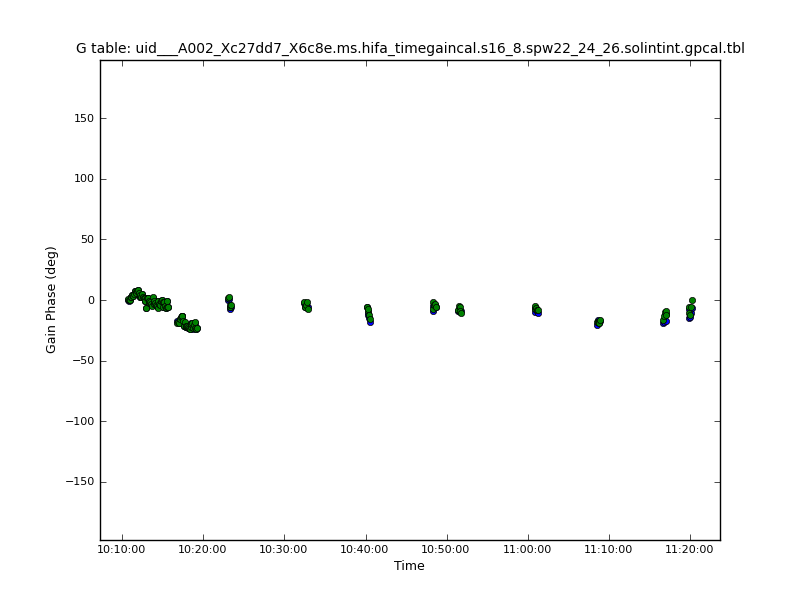 G table: uid___A002_Xc27dd7_X6c8e.ms.hifa_timegaincal.s16_8.spw22_24_26.solintint.gpcal.tbl
150
100
50
0
−50
−100
−150
Gain Phase (deg)
10:10:00 10:20:00 10:30:00 10:40:00 10:50:00 11:00:00 11:10:00 11:20:00
Time